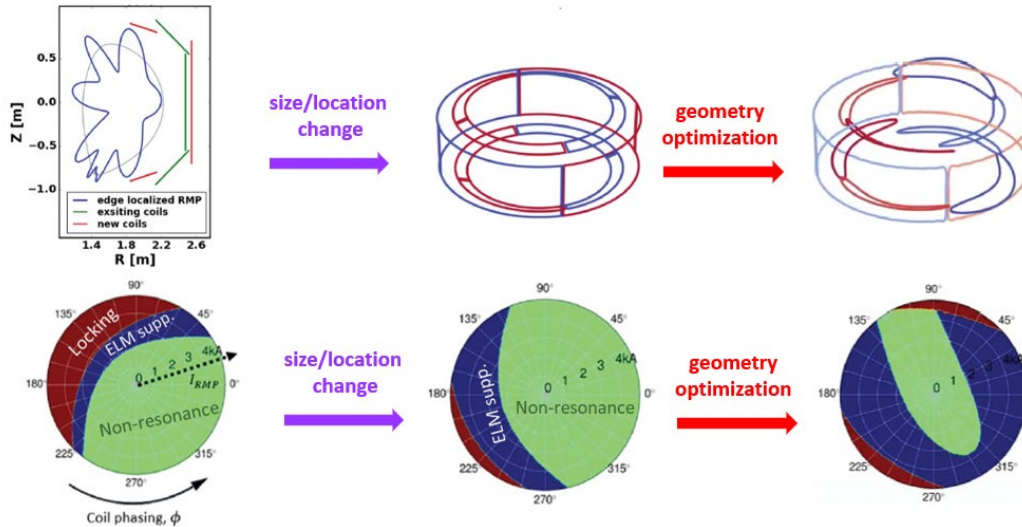 Z [m]
0.5
0.0
−0.5
−1.0
edge localized RMP
exsiting coils
new coils
1.4 1.8 2.2 2.6
R [m]
size/location
change
geometry
optimization
90°
135°
45°
Locking
ELM supp.
0 1 2 3 4kA
I_RMP
180°
0°
Non-resonance
225°
315°
270°
Coil phasing, ϕ
size/location
change
90°
135°
45°
0 1 2 3 4kA
180°
0°
ELM supp.
Non-resonance
225°
315°
270°
geometry
optimization
90°
135°
45°
0 1 2 3 4kA
180°
0°
225°
315°
270°